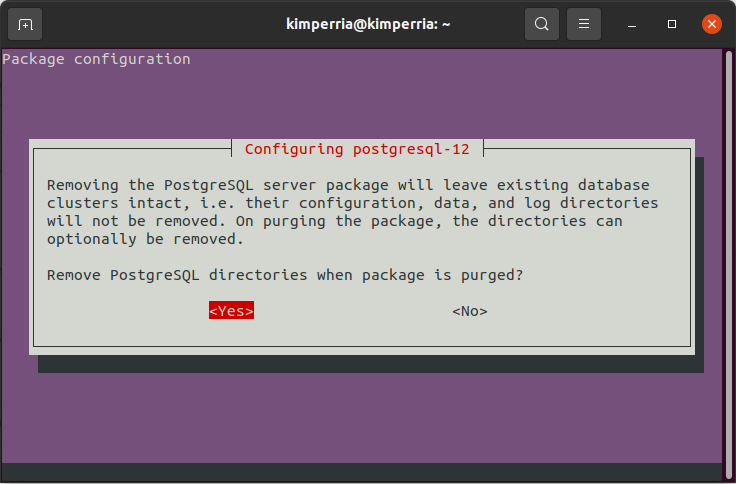 kimperria@kimperria: ~
Package configuration
Configuring postgresql-12
Removing the PostgreSQL server package will leave existing database
clusters intact, i.e. their configuration, data, and log directories
will not be removed. On purging the package, the directories can
optionally be removed.
Remove PostgreSQL directories when package is purged?
<Yes> <No>